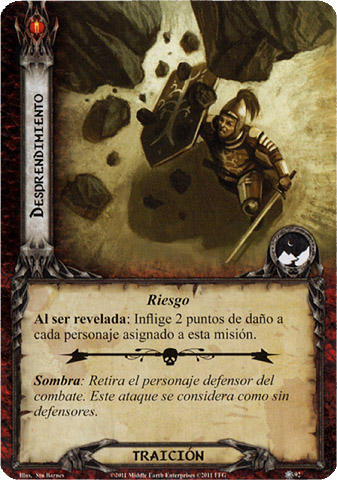 DESPRENDIMIENTO
Riesgo
Al ser revelada: Inflige 2 puntos de daño a
cada personaje asignado a esta misión.
Sombra: Retira el personaje defensor del
combate. Este ataque se considera como sin
defensores.
TRAICIÓN
Illus. Stu Barnes
©2011 Middle Earth Enterprises ©2011 FFG
92